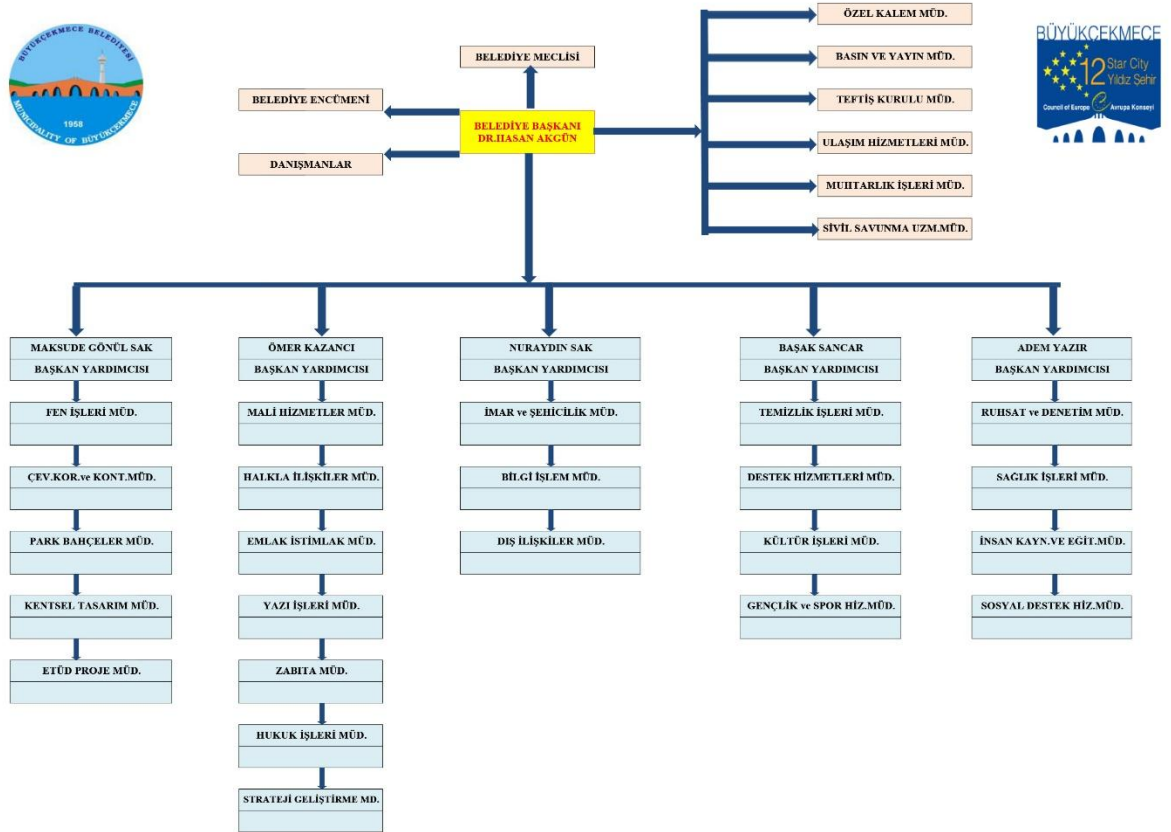 BÜYÜKÇEKMECE BELEDİYESİ
1958
MUNICIPALITY OF BÜYÜKÇEKMECE
BELEDİYE MECLİSİ
BELEDİYE ENCÜMENİ
BELEDİYE BAŞKANI
DR.HASAN AKGÜN
DANIŞMANLAR
ÖZEL KALEM MÜD.
BASIN VE YAYIN MÜD.
TEFTİŞ KURULU MÜD.
ULAŞIM HİZMETLERİ MÜD.
MUHTARLIK İŞLERİ MÜD.
SİVİL SAVUNMA UZM.MÜD.
BÜYÜKÇEKMECE
12 Star City
Yıldız Şehir
Council of Europe Avrupa Konseyi
MAKSUDE GÖNÜL SAK
BAŞKAN YARDIMCISI
FEN İŞLERİ MÜD.
ÇEV.KOR.ve KONT.MÜD.
PARK BAHÇELER MÜD.
KENTSEL TASARIM MÜD.
ETÜD PROJE MÜD.
ÖMER KAZANCI
BAŞKAN YARDIMCISI
MALİ HİZMETLER MÜD.
HALKLA İLİŞKİLER MÜD.
EMLAK İSTİMLAK MÜD.
YAZI İŞLERİ MÜD.
ZABITA MÜD.
HUKUK İŞLERİ MÜD.
STRATEJİ GELİŞTİRME MD.
NURAYDIN SAK
BAŞKAN YARDIMCISI
İMAR ve ŞEHİCİLİK MÜD.
BİLGİ İŞLEM MÜD.
DIŞ İLİŞKİLER MÜD.
BAŞAK SANCAR
BAŞKAN YARDIMCISI
TEMİZLİK İŞLERİ MÜD.
DESTEK HİZMETLERİ MÜD.
KÜLTÜR İŞLERİ MÜD.
GENÇLİK ve SPOR HİZ.MÜD.
ADEM YAZIR
BAŞKAN YARDIMCISI
RUHSAT ve DENETİM MÜD.
SAĞLIK İŞLERİ MÜD.
İNSAN KAYN.VE EĞİT.MÜD.
SOSYAL DESTEK HİZ.MÜD.